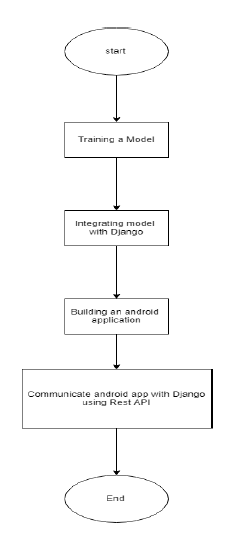 start
Training a Model
Integrating model
with Django
Building an android
application
Communicate android app with Django
using Rest API
End